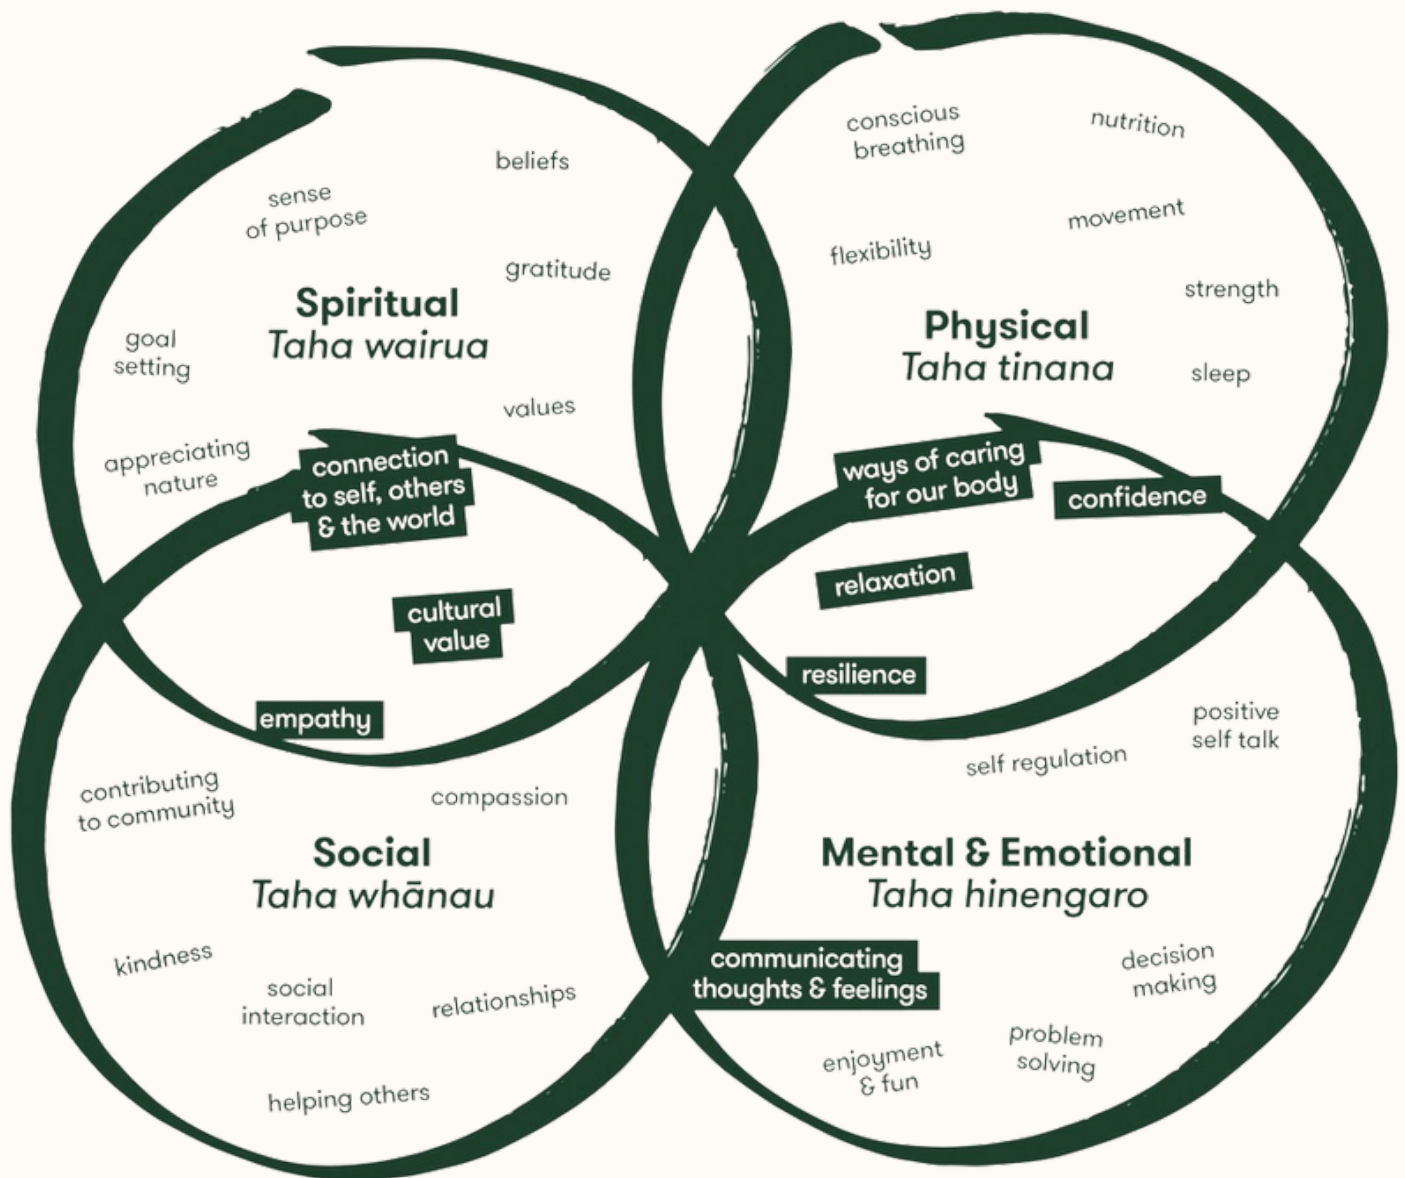 beliefs
sense
of purpose
gratitude
Spiritual
Taha wairua
goal
setting
values
appreciating
nature
connection
to self, others
& the world
cultural
value
empathy
conscious
breathing
nutrition
movement
flexibility
strength
Physical
Taha tinana
sleep
ways of caring
for our body
confidence
relaxation
resilience
contributing
to community
compassion
Social
Taha whānau
kindness
social
interaction
relationships
helping others
positive
self talk
self regulation
Mental & Emotional
Taha hinengaro
communicating
thoughts & feelings
decision
making
problem
solving
enjoyment
& fun